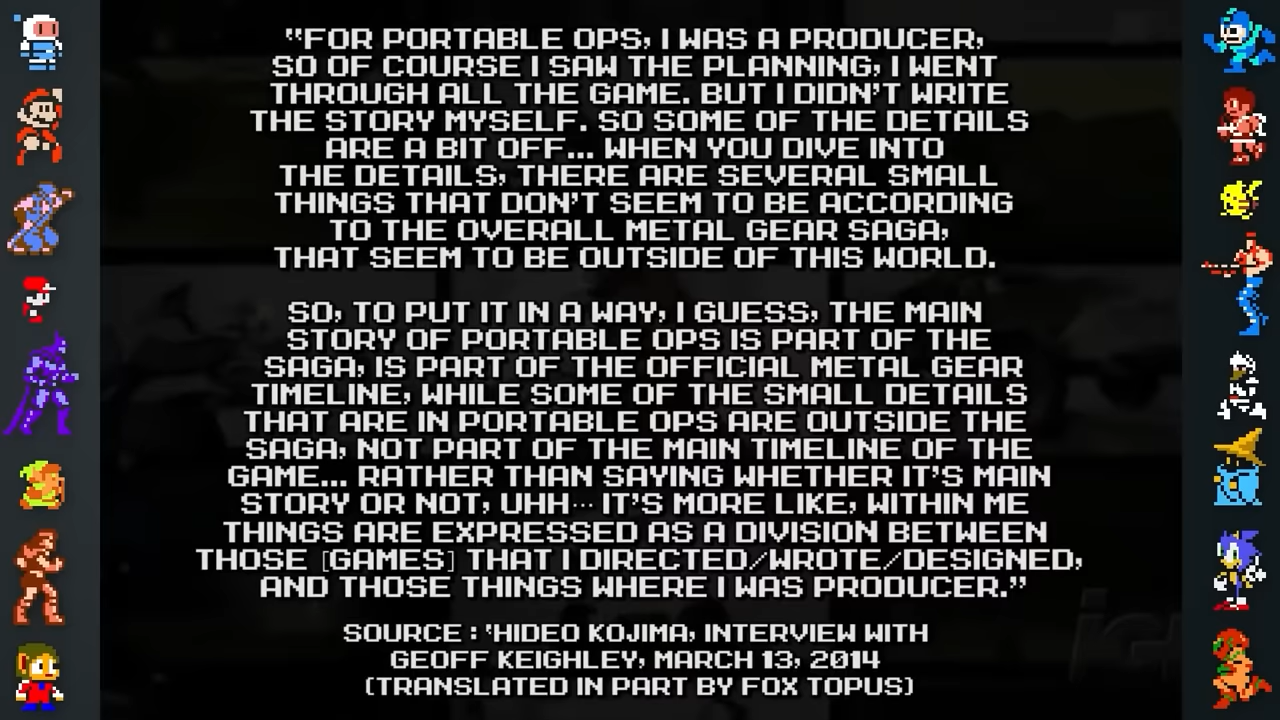 "FOR PORTABLE OPS, I WAS A PRODUCER,
SO OF COURSE I SAW THE PLANNING, I WENT
THROUGH ALL THE GAME. BUT I DIDN'T WRITE
THE STORY MYSELF. SO SOME OF THE DETAILS
ARE A BIT OFF... WHEN YOU DIVE INTO
THE DETAILS, THERE ARE SEVERAL SMALL
THINGS THAT DON'T SEEM TO BE ACCORDING
TO THE OVERALL METAL GEAR SAGA,
THAT SEEM TO BE OUTSIDE OF THIS WORLD.
SO, TO PUT IT IN A WAY, I GUESS, THE MAIN
STORY OF PORTABLE OPS IS PART OF THE
SAGA, IS PART OF THE OFFICIAL METAL GEAR
TIMELINE, WHILE SOME OF THE SMALL DETAILS
THAT ARE IN PORTABLE OPS ARE OUTSIDE THE
SAGA, NOT PART OF THE MAIN TIMELINE OF THE
GAME... RATHER THAN SAYING WHETHER IT'S MAIN
STORY OR NOT, UHH... IT'S MORE LIKE, WITHIN ME
THINGS ARE EXPRESSED AS A DIVISION BETWEEN
THOSE [GAMES] THAT I DIRECTED/WROTE/DESIGNED,
AND THOSE THINGS WHERE I WAS PRODUCER."
SOURCE : 'HIDEO KOJIMA, INTERVIEW WITH
GEOFF KEIGHLEY, MARCH 13, 2014
(TRANSLATED IN PART BY FOX TOPUS)